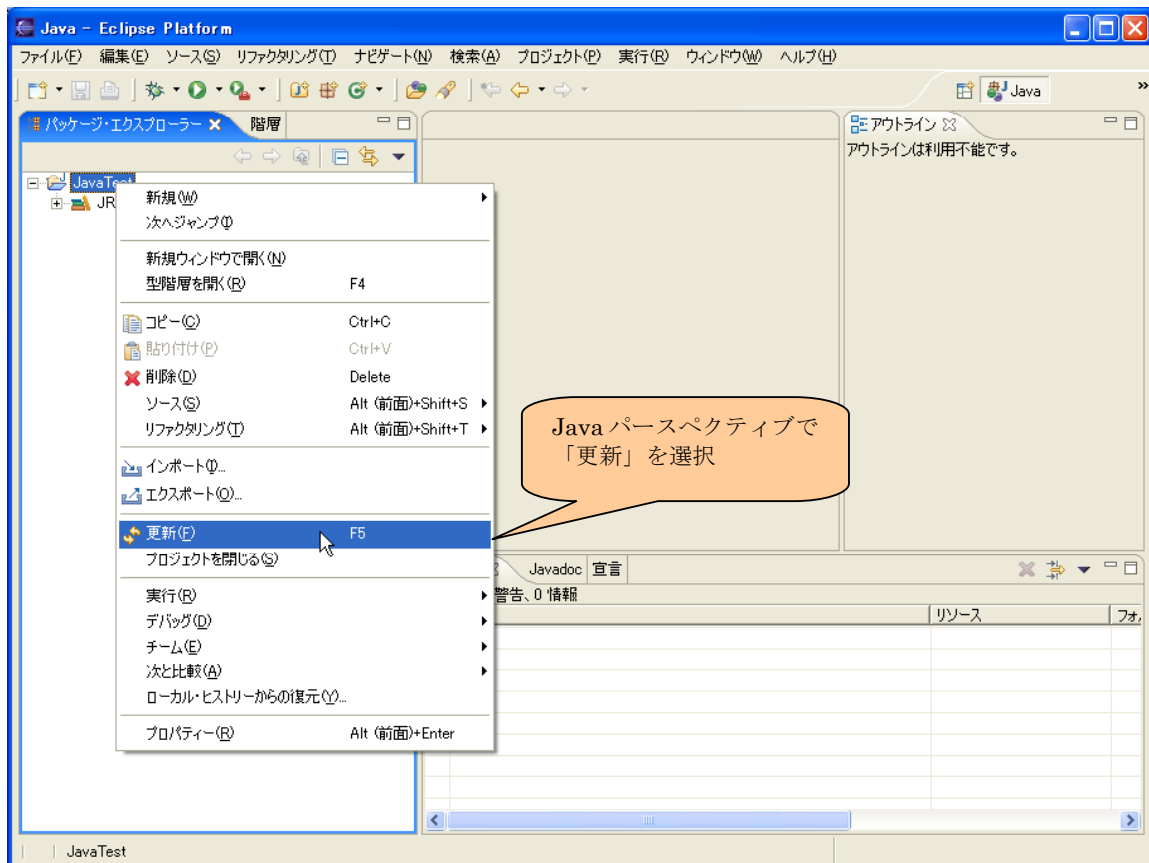 Java - Eclipse Platform
ファイル(F) 編集(E) ソース(S) リファクタリング(T) ナビゲート(N) 検索(A) プロジェクト(P) 実行(R) ウィンドウ(W) ヘルプ(H)
Java
パッケージ・エクスプローラー 階層
アウトライン
アウトラインは利用不能です。
JavaTest
JR
新規(W)
次へジャンプ(I)
新規ウィンドウで開く(N)
型階層を開く(R) F4
コピー(C) Ctrl+C
貼り付け(P) Ctrl+V
削除(D) Delete
ソース(S) Alt (前面)+Shift+S
リファクタリング(T) Alt (前面)+Shift+T
インポート(I)...
エクスポート(O)...
更新(F) F5
プロジェクトを閉じる(S)
実行(R)
デバッグ(D)
チーム(E)
次と比較(A)
ローカル・ヒストリーからの復元(Y)...
プロパティー(R) Alt (前面)+Enter
Java パースペクティブで
「更新」を選択
Javadoc 宣言
警告、0 情報
リソース フォ
JavaTest